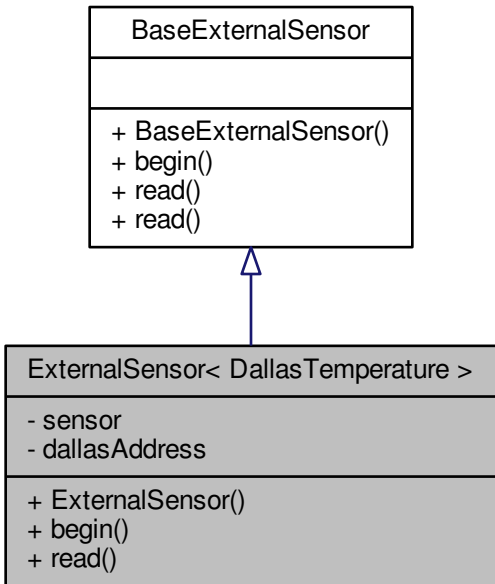 BaseExternalSensor
+ BaseExternalSensor()
+ begin()
+ read()
+ read()
ExternalSensor< DallasTemperature >
- sensor
- dallasAddress
+ ExternalSensor()
+ begin()
+ read()